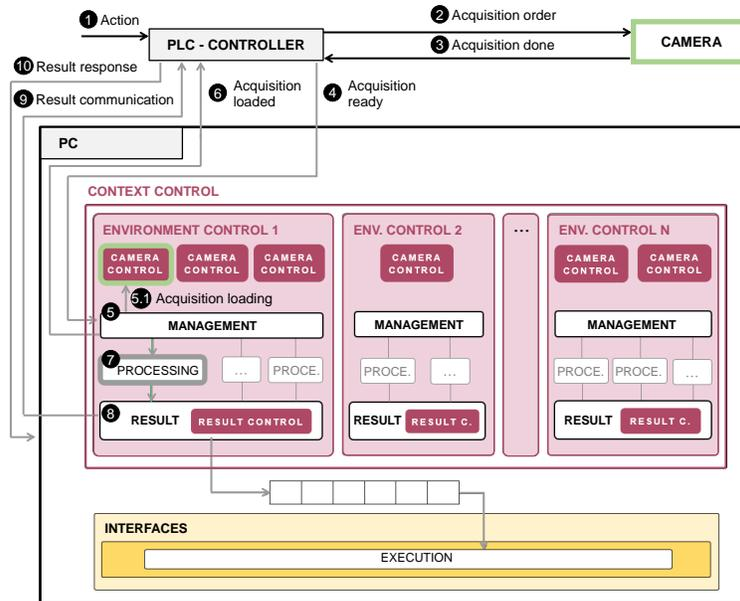 1 Action
2 Acquisition order
PLC - CONTROLLER
CAMERA
3 Acquisition done
10 Result response
9 Result communication
6 Acquisition
loaded
4 Acquisition
ready
PC
CONTEXT CONTROL
ENVIRONMENT CONTROL 1
CAMERA
CONTROL
CAMERA
CONTROL
CAMERA
CONTROL
5.1 Acquisition loading
5
MANAGEMENT
7
PROCESSING
...
PROCE.
8
RESULT
RESULT CONTROL
ENV. CONTROL 2
CAMERA
CONTROL
MANAGEMENT
PROCE.
...
RESULT
RESULT C.
...
ENV. CONTROL N
CAMERA
CONTROL
CAMERA
CONTROL
MANAGEMENT
PROCE.
PROCE.
...
RESULT
RESULT C.
INTERFACES
EXECUTION